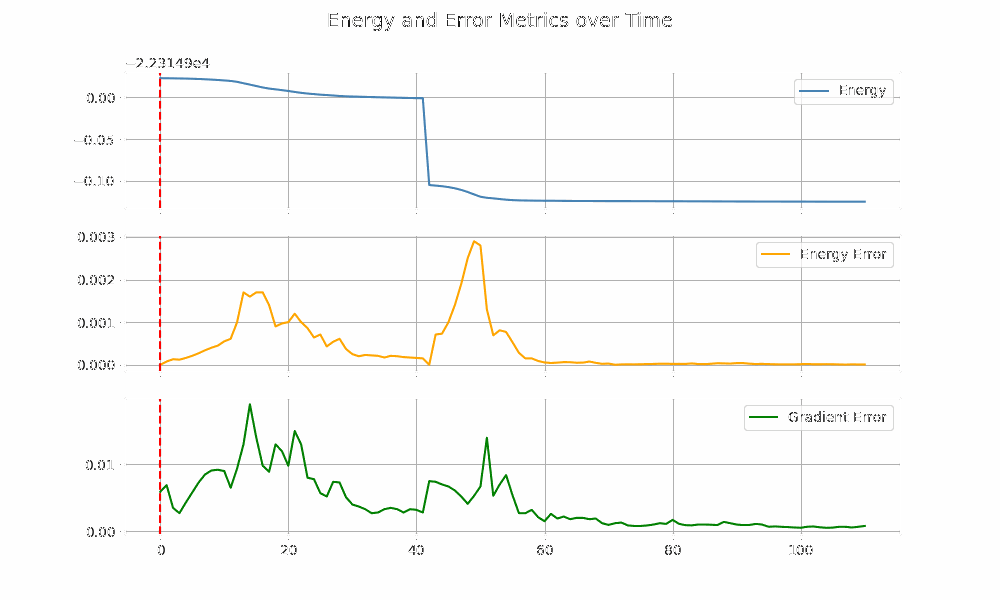 Energy and Error Metrics over Time
−2.23149e4
0.00
−0.05
−0.10
Energy
0.003
0.002
0.001
0.000
Energy Error
0.01
0.00
Gradient Error
0 20 40 60 80 100